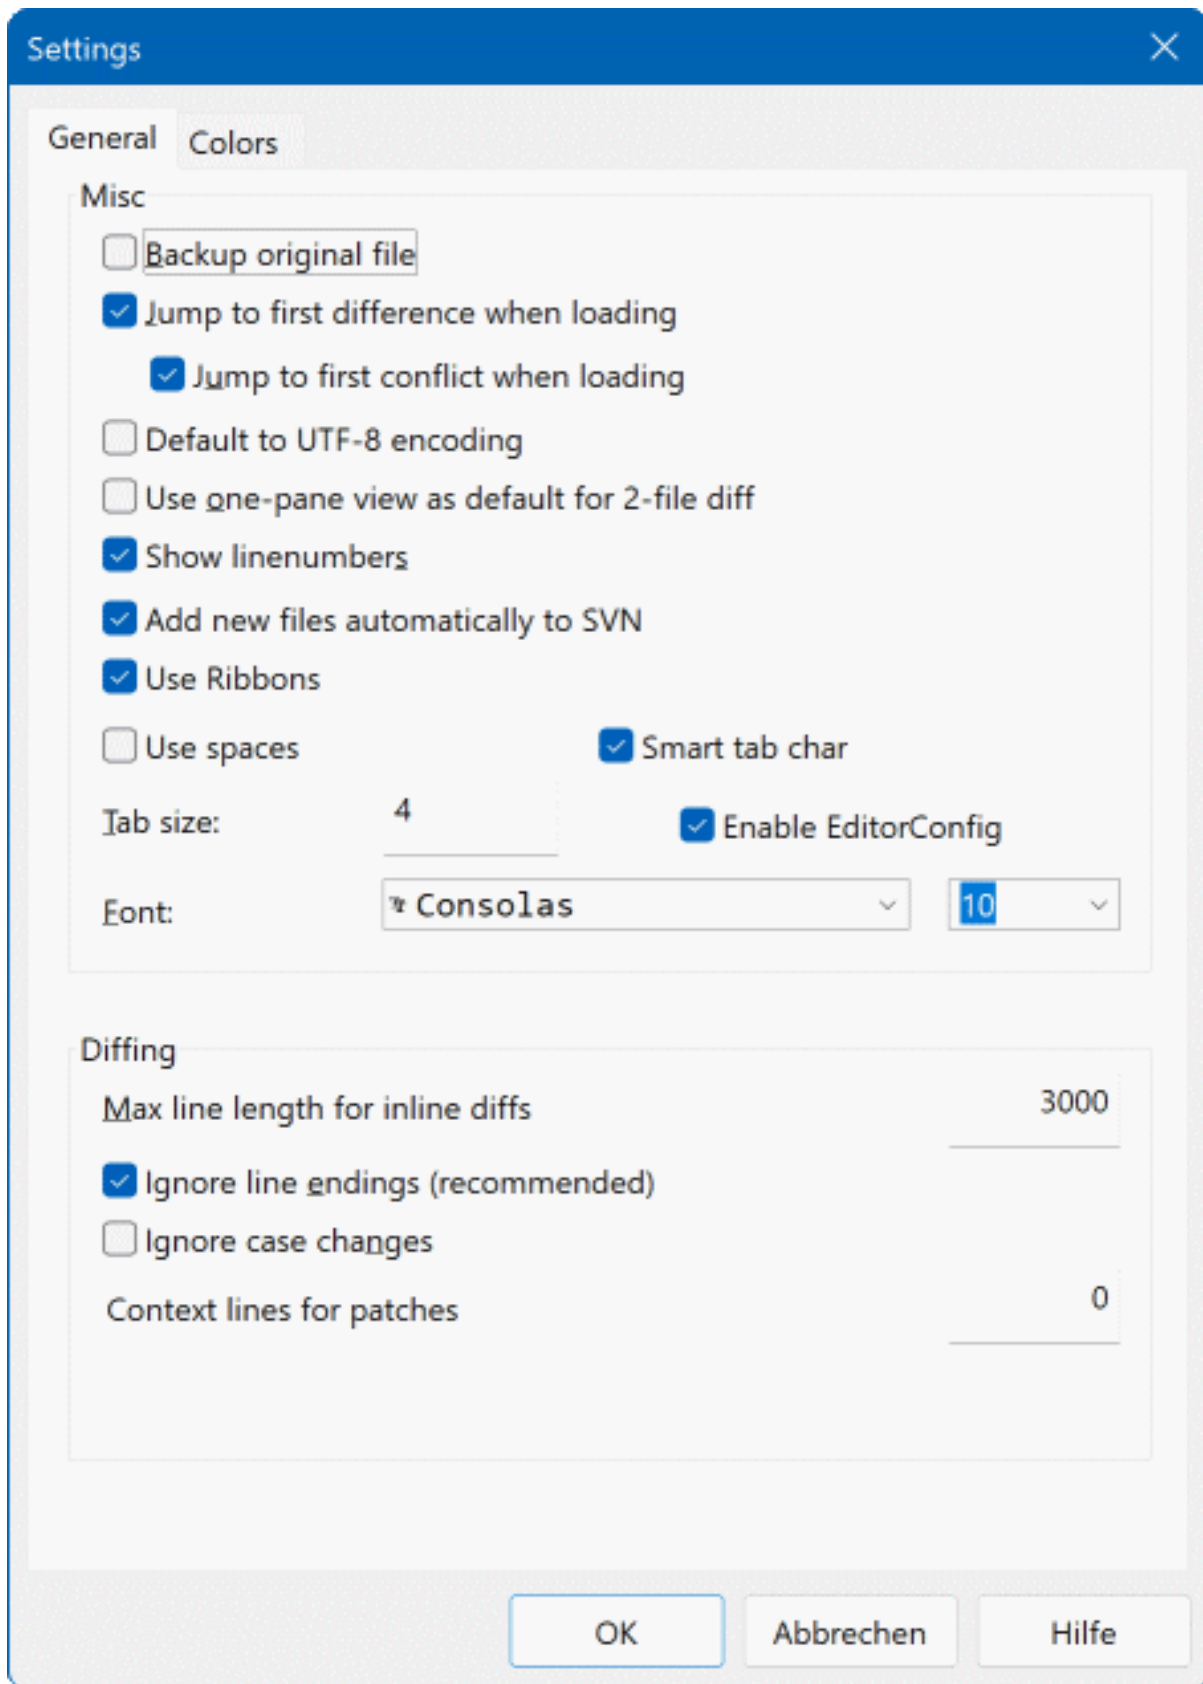 Settings
General
Colors
Misc
Backup original file
Jump to first difference when loading
Jump to first conflict when loading
Default to UTF-8 encoding
Use one-pane view as default for 2-file diff
Show linenumbers
Add new files automatically to SVN
Use Ribbons
Use spaces
Smart tab char
Tab size:
4
Enable EditorConfig
Font:
Consolas
10
Diffing
Max line length for inline diffs
3000
Ignore line endings (recommended)
Ignore case changes
Context lines for patches
0
OK
Abbrechen
Hilfe